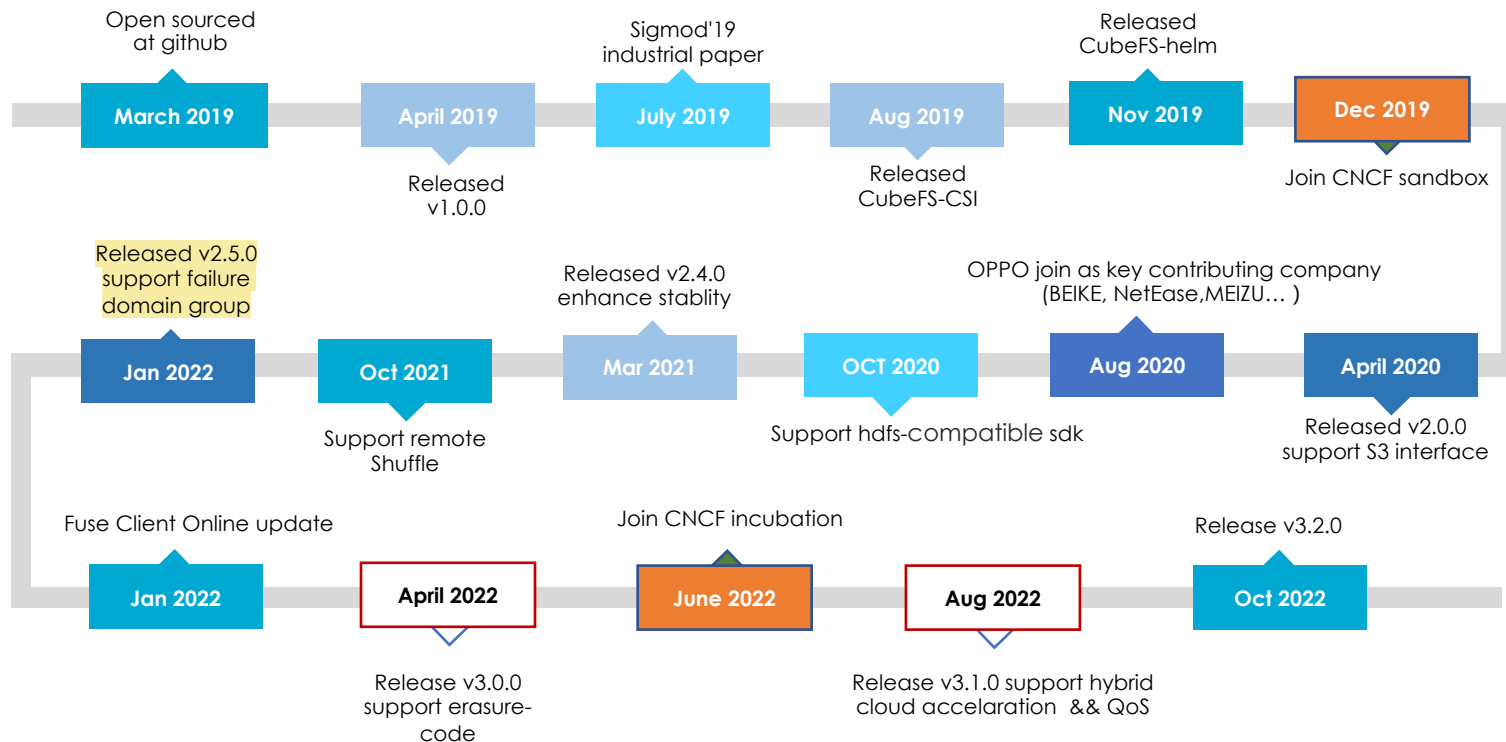 Open sourced
at github
March 2019
April 2019
Released
v1.0.0
Sigmod'19
industrial paper
July 2019
Aug 2019
Released
CubeFS-CSI
Released
CubeFS-helm
Nov 2019
Dec 2019
Join CNCF sandbox
OPPO join as key contributing company
(BEIKE, NetEase,MEIZU... )
April 2020
Released v2.0.0
support S3 interface
Aug 2020
OCT 2020
Support hdfs-compatible sdk
Released v2.4.0
enhance stablity
Mar 2021
Oct 2021
Support remote
Shuffle
Released v2.5.0
support failure
domain group
Jan 2022
Fuse Client Online update
Jan 2022
April 2022
Release v3.0.0
support erasure-
code
Join CNCF incubation
June 2022
Aug 2022
Release v3.1.0 support hybrid
cloud accelaration && QoS
Release v3.2.0
Oct 2022